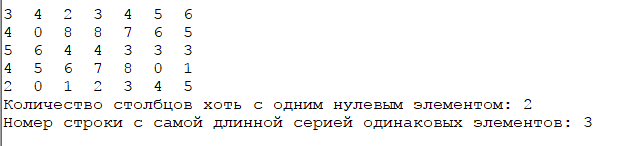 3 4 2 3 4 5 6
4 0 8 8 7 6 5
5 6 4 4 3 3 3
4 5 6 7 8 0 1
2 0 1 2 3 4 5
Количество столбцов хоть с одним нулевым элементом: 2
Номер строки с самой длинной серией одинаковых элементов: 3